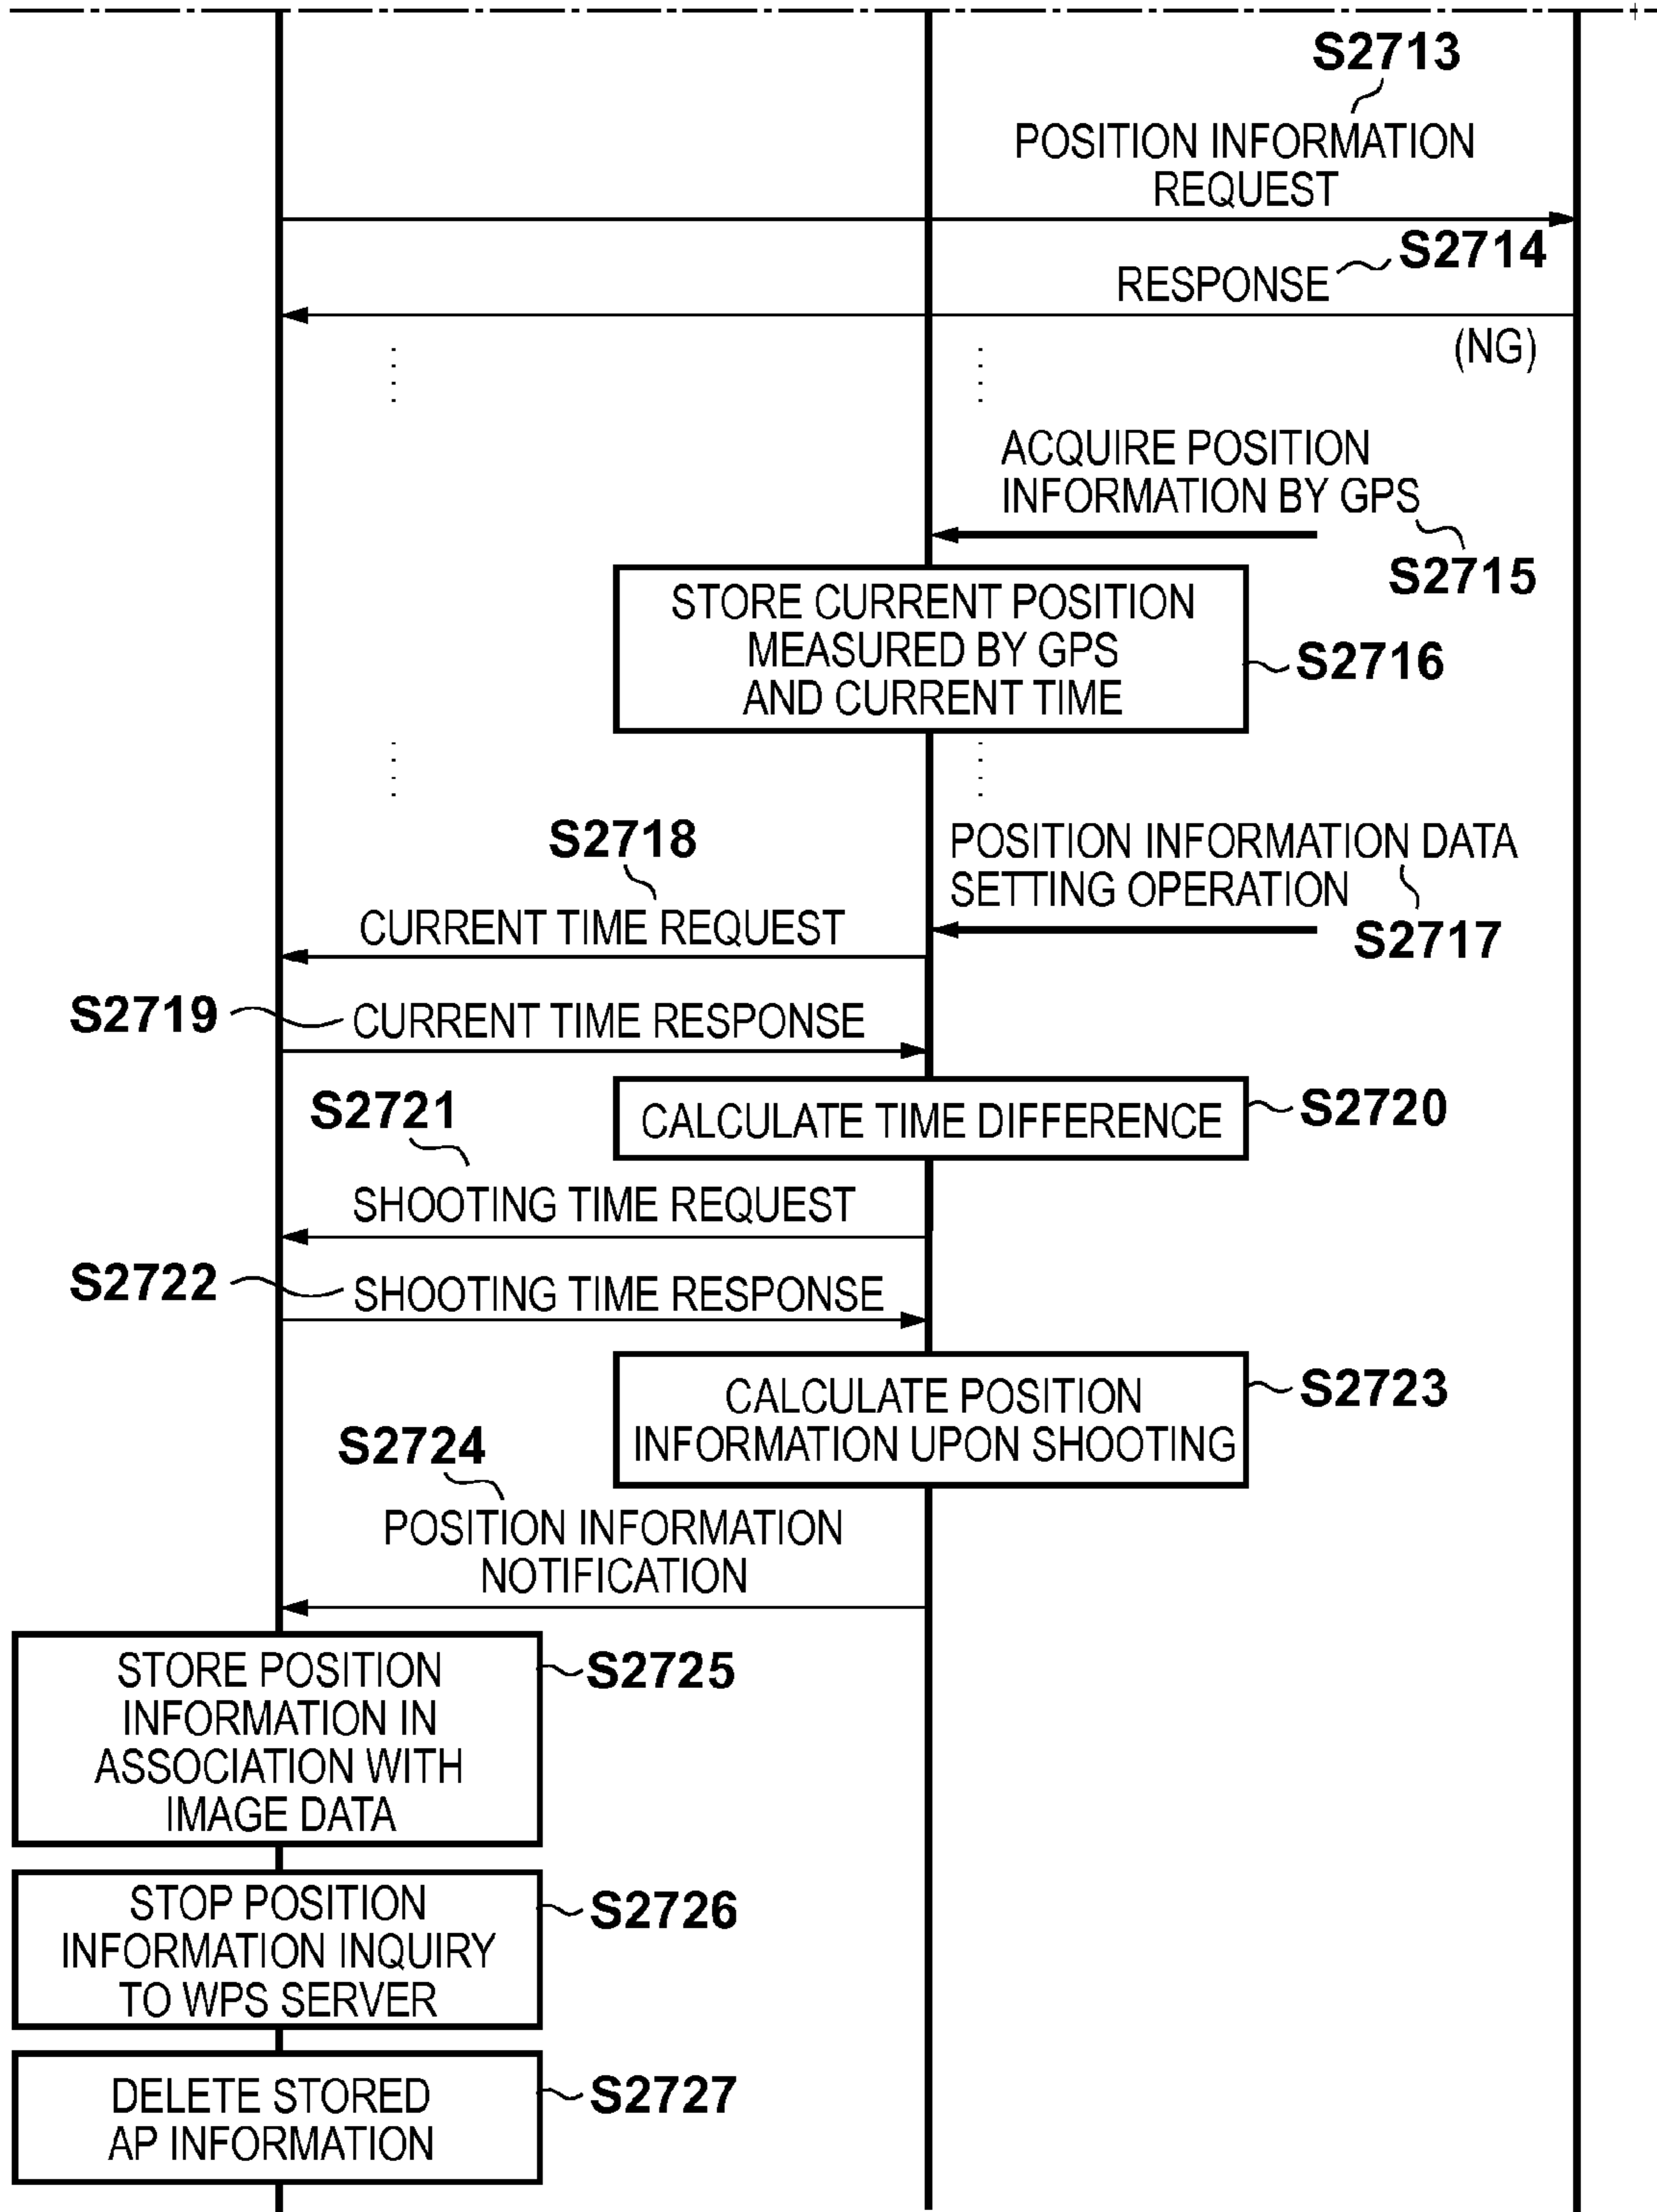 S2713
POSITION INFORMATION
REQUEST
S2714
RESPONSE
(NG)
ACQUIRE POSITION
INFORMATION BY GPS
S2715
STORE CURRENT POSITION
MEASURED BY GPS
AND CURRENT TIME
S2716
S2718
POSITION INFORMATION DATA
SETTING OPERATION
CURRENT TIME REQUEST
S2717
S2719
CURRENT TIME RESPONSE
S2721
CALCULATE TIME DIFFERENCE
S2720
SHOOTING TIME REQUEST
S2722
SHOOTING TIME RESPONSE
CALCULATE POSITION
INFORMATION UPON SHOOTING
S2723
S2724
POSITION INFORMATION
NOTIFICATION
STORE POSITION
INFORMATION IN
ASSOCIATION WITH
IMAGE DATA
S2725
STOP POSITION
INFORMATION INQUIRY
TO WPS SERVER
S2726
DELETE STORED
AP INFORMATION
S2727